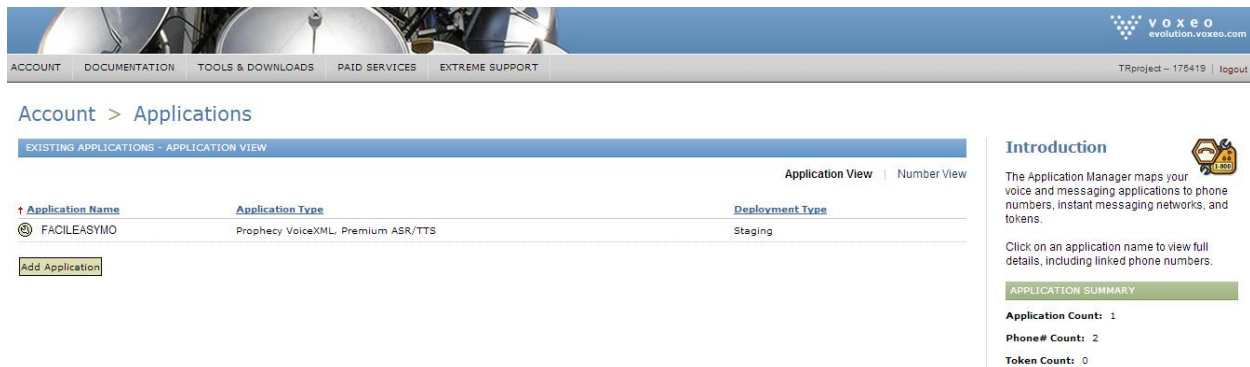 voxeo
evolution.voxeo.com
ACCOUNT DOCUMENTATION TOOLS & DOWNLOADS PAID SERVICES EXTREME SUPPORT
TRproject -- 175419 | logout
Account > Applications
EXISTING APPLICATIONS - APPLICATION VIEW
Application View | Number View
Application Name Application Type Deployment Type
FACILEASYMO Prophecy VoiceXML, Premium ASR/TTS Staging
Add Application
Introduction
1-800
The Application Manager maps your
voice and messaging applications to phone
numbers, instant messaging networks, and
tokens.
Click on an application name to view full
details, including linked phone numbers.
APPLICATION SUMMARY
Application Count: 1
Phone# Count: 2
Token Count: 0